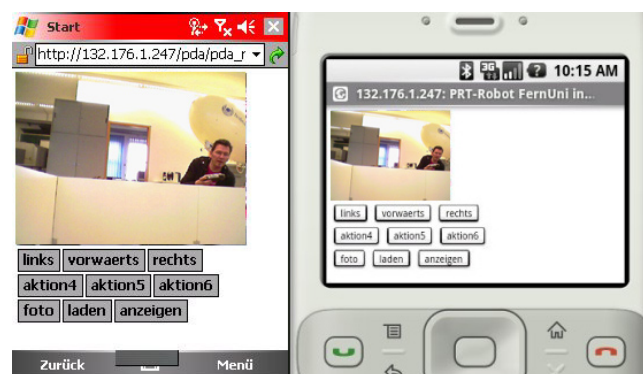 Start
http://132.176.1.247/pda/pda_r
links vorwaerts rechts
aktion4 aktion5 aktion6
foto laden anzeigen
Zurück Menü
3G 10:15 AM
132.176.1.247: PRT-Robot FernUni in...
links vorwaerts rechts
aktion4 aktion5 aktion6
foto laden anzeigen